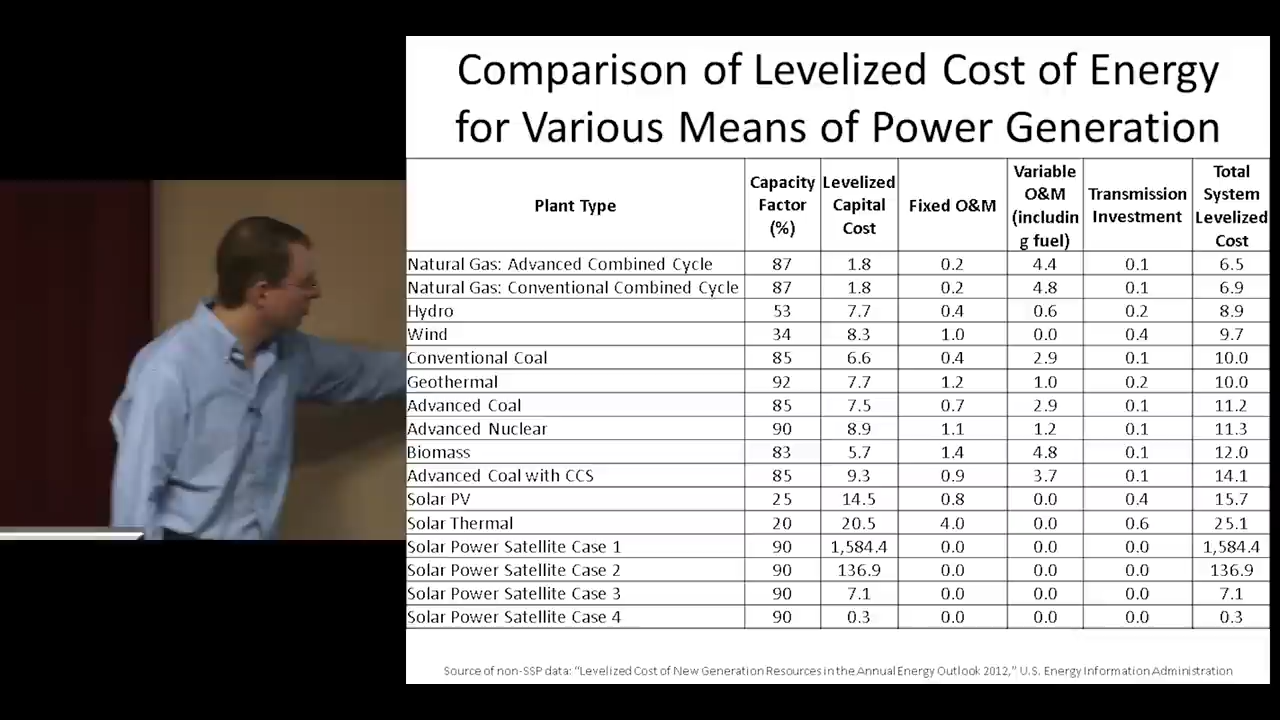 Comparison of Levelized Cost of Energy
for Various Means of Power Generation
Plant Type | Capacity Factor (%) | Levelized Capital Cost | Fixed O&M | Variable O&M (includin g fuel) | Transmission Investment | Total System Levelized Cost
Natural Gas: Advanced Combined Cycle | 87 | 1.8 | 0.2 | 4.4 | 0.1 | 6.5
Natural Gas: Conventional Combined Cycle | 87 | 1.8 | 0.2 | 4.8 | 0.1 | 6.9
Hydro | 53 | 7.7 | 0.4 | 0.6 | 0.2 | 8.9
Wind | 34 | 8.3 | 1.0 | 0.0 | 0.4 | 9.7
Conventional Coal | 85 | 6.6 | 0.4 | 2.9 | 0.1 | 10.0
Geothermal | 92 | 7.7 | 1.2 | 1.0 | 0.2 | 10.0
Advanced Coal | 85 | 7.5 | 0.7 | 2.9 | 0.1 | 11.2
Advanced Nuclear | 90 | 8.9 | 1.1 | 1.2 | 0.1 | 11.3
Biomass | 83 | 5.7 | 1.4 | 4.8 | 0.1 | 12.0
Advanced Coal with CCS | 85 | 9.3 | 0.9 | 3.7 | 0.1 | 14.1
Solar PV | 25 | 14.5 | 0.8 | 0.0 | 0.4 | 15.7
Solar Thermal | 20 | 20.5 | 4.0 | 0.0 | 0.6 | 25.1
Solar Power Satellite Case 1 | 90 | 1,584.4 | 0.0 | 0.0 | 0.0 | 1,584.4
Solar Power Satellite Case 2 | 90 | 136.9 | 0.0 | 0.0 | 0.0 | 136.9
Solar Power Satellite Case 3 | 90 | 7.1 | 0.0 | 0.0 | 0.0 | 7.1
Solar Power Satellite Case 4 | 90 | 0.3 | 0.0 | 0.0 | 0.0 | 0.3
Source of non-SSP data: “Levelized Cost of New Generation Resources in the Annual Energy Outlook 2012,” U.S. Energy Information Administration